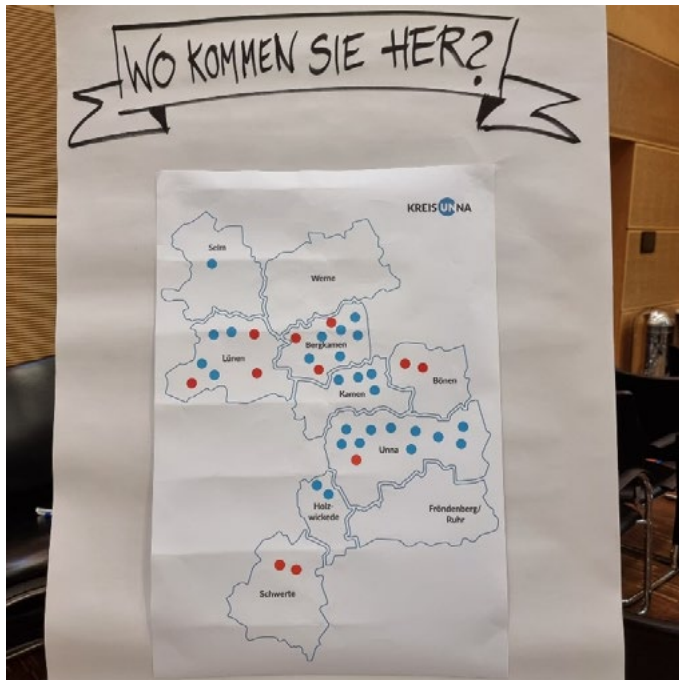 WO KOMMEN SIE HER?
KREIS UNNA
Selm
Werne
Lünen
Bergkamen
Kamen
Bönen
Unna
Holz-
wickede
Fröndenberg/
Ruhr
Schwerte